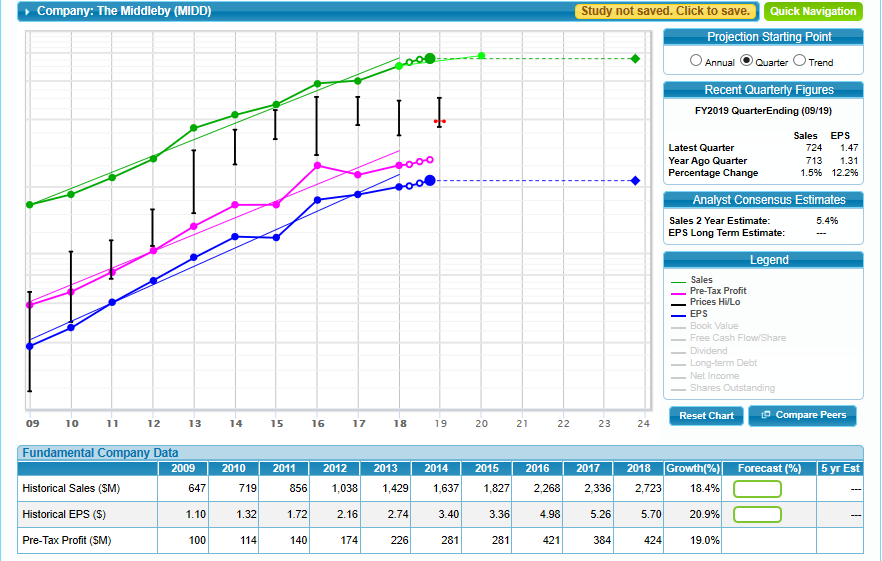 Company: The Middleby (MIDD)
Study not saved. Click to save.
Quick Navigation
Projection Starting Point
Annual Quarter Trend
Recent Quarterly Figures
FY2019 QuarterEnding (09/19)
Sales EPS
Latest Quarter 724 1.47
Year Ago Quarter 713 1.31
Percentage Change 1.5% 12.2%
Analyst Consensus Estimates
Sales 2 Year Estimate: 5.4%
EPS Long Term Estimate: ---
Legend
Sales
Pre-Tax Profit
Prices Hi/Lo
EPS
Book Value
Free Cash Flow/Share
Dividend
Long-term Debt
Net Income
Shares Outstanding
Reset Chart
Compare Peers
09 10 11 12 13 14 15 16 17 18 19 20 21 22 23 24
Fundamental Company Data
2009 2010 2011 2012 2013 2014 2015 2016 2017 2018 Growth(%) Forecast (%) 5 yr Est
Historical Sales ($M) 647 719 856 1,038 1,429 1,637 1,827 2,268 2,336 2,723 18.4% ---
Historical EPS ($) 1.10 1.32 1.72 2.16 2.74 3.40 3.36 4.98 5.26 5.70 20.9% ---
Pre-Tax Profit ($M) 100 114 140 174 226 281 281 421 384 424 19.0%